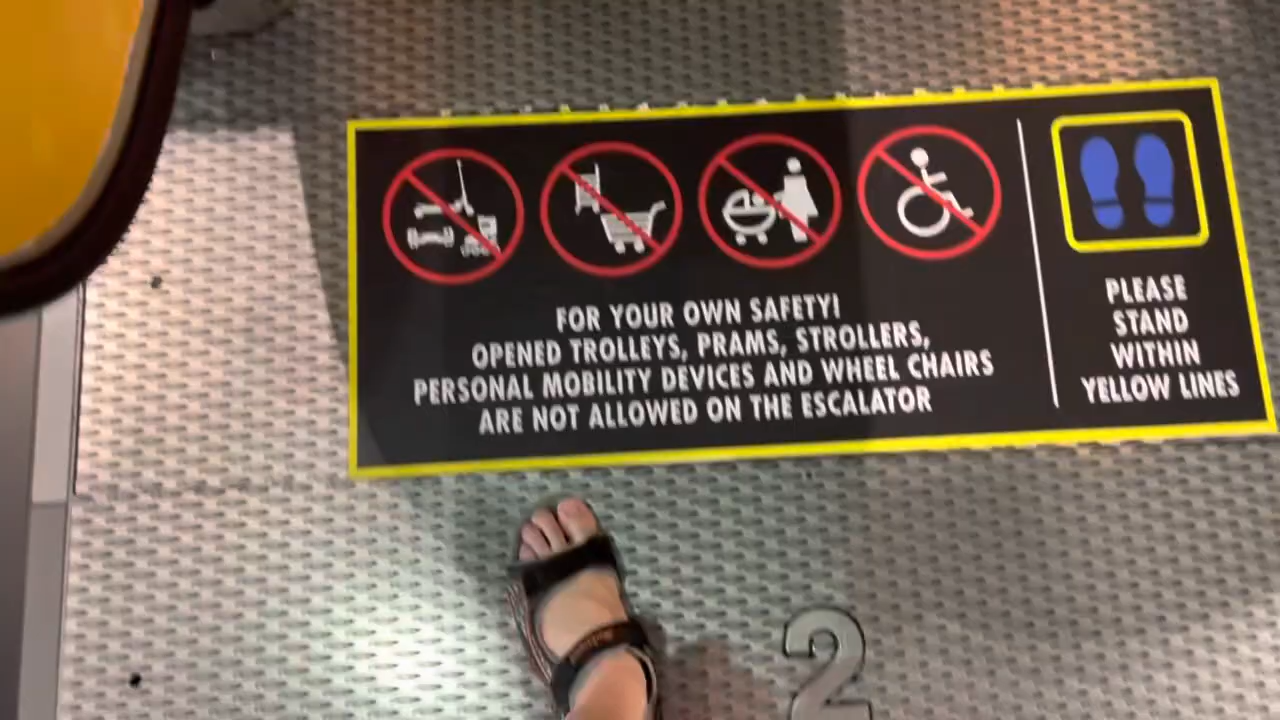 FOR YOUR OWN SAFETY!
OPENED TROLLEYS, PRAMS, STROLLERS,
PERSONAL MOBILITY DEVICES AND WHEEL CHAIRS
ARE NOT ALLOWED ON THE ESCALATOR
PLEASE
STAND
WITHIN
YELLOW LINES
2